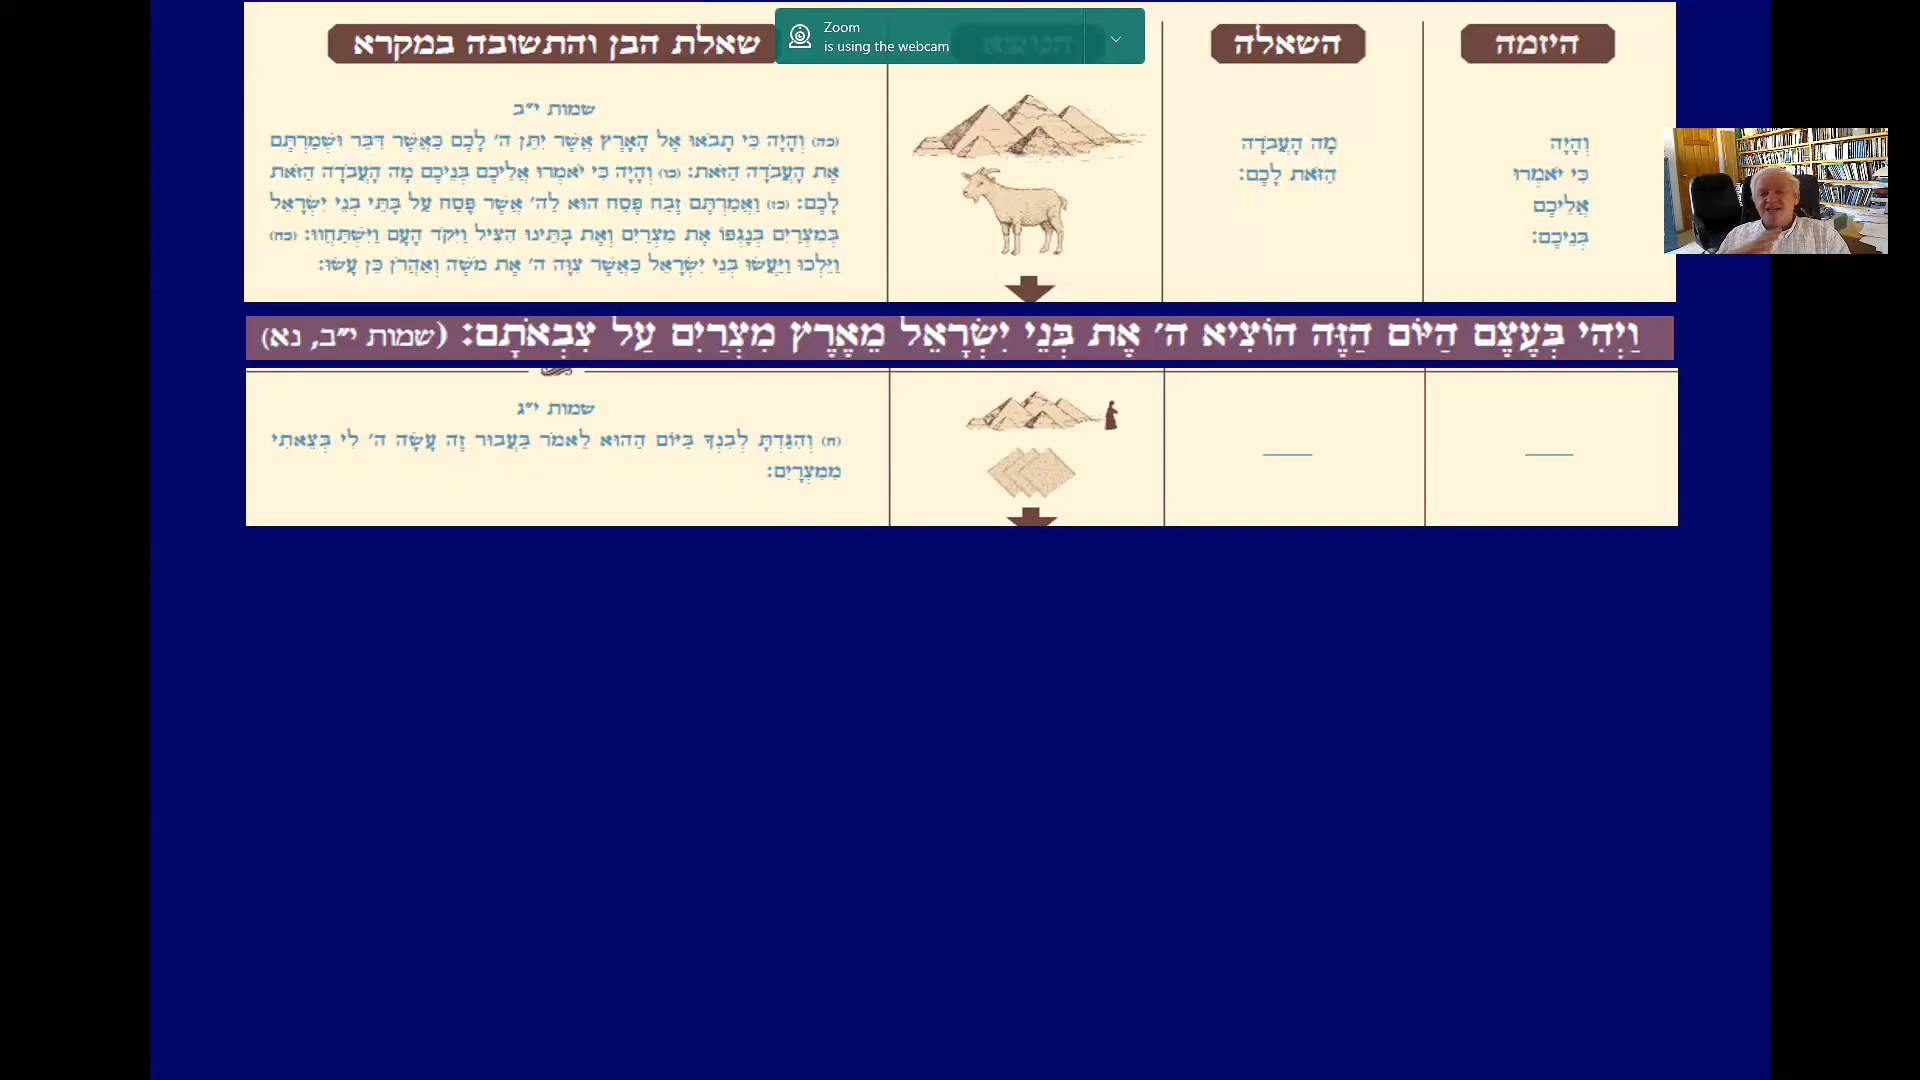 היזמה
השאלה
הנושא
שאלת הבן והתשובה במקרא
Zoom
is using the webcam
וְהָיָה
כִּי יֹאמְרוּ
אֲלֵיכֶם
בְּנֵיכֶם:
מָה הָעֲבֹדָה
הַזֹּאת לָכֶם:
שמות י״ב
(כה) וְהָיָה כִּי תָבֹאוּ אֶל הָאָרֶץ אֲשֶׁר יִתֵּן ה׳ לָכֶם כַּאֲשֶׁר דִּבֵּר וּשְׁמַרְתֶּם
אֶת הָעֲבֹדָה הַזֹּאת: (כו) וְהָיָה כִּי יֹאמְרוּ אֲלֵיכֶם בְּנֵיכֶם מָה הָעֲבֹדָה הַזֹּאת
לָכֶם: (כז) וַאֲמַרְתֶּם זֶבַח פֶּסַח הוּא לַה׳ אֲשֶׁר פָּסַח עַל בָּתֵּי בְנֵי יִשְׂרָאֵל
בְּמִצְרַיִם בְּנָגְפּוֹ אֶת מִצְרַיִם וְאֶת בָּתֵּינוּ הִצִּיל וַיִּקֹּד הָעָם וַיִּשְׁתַּחֲווּ: (כח)
וַיֵּלְכוּ וַיַּעֲשׂוּ בְּנֵי יִשְׂרָאֵל כַּאֲשֶׁר צִוָּה ה׳ אֶת מֹשֶׁה וְאַהֲרֹן כֵּן עָשׂוּ:
וַיְהִי בְּעֶצֶם הַיּוֹם הַזֶּה הוֹצִיא ה׳ אֶת בְּנֵי יִשְׂרָאֵל מֵאֶרֶץ מִצְרַיִם עַל צִבְאֹתָם: (שמות י״ב, נא)
שמות י״ג
(ח) וְהִגַּדְתָּ לְבִנְךָ בַּיּוֹם הַהוּא לֵאמֹר בַּעֲבוּר זֶה עָשָׂה ה׳ לִי בְּצֵאתִי
מִמִּצְרָיִם: